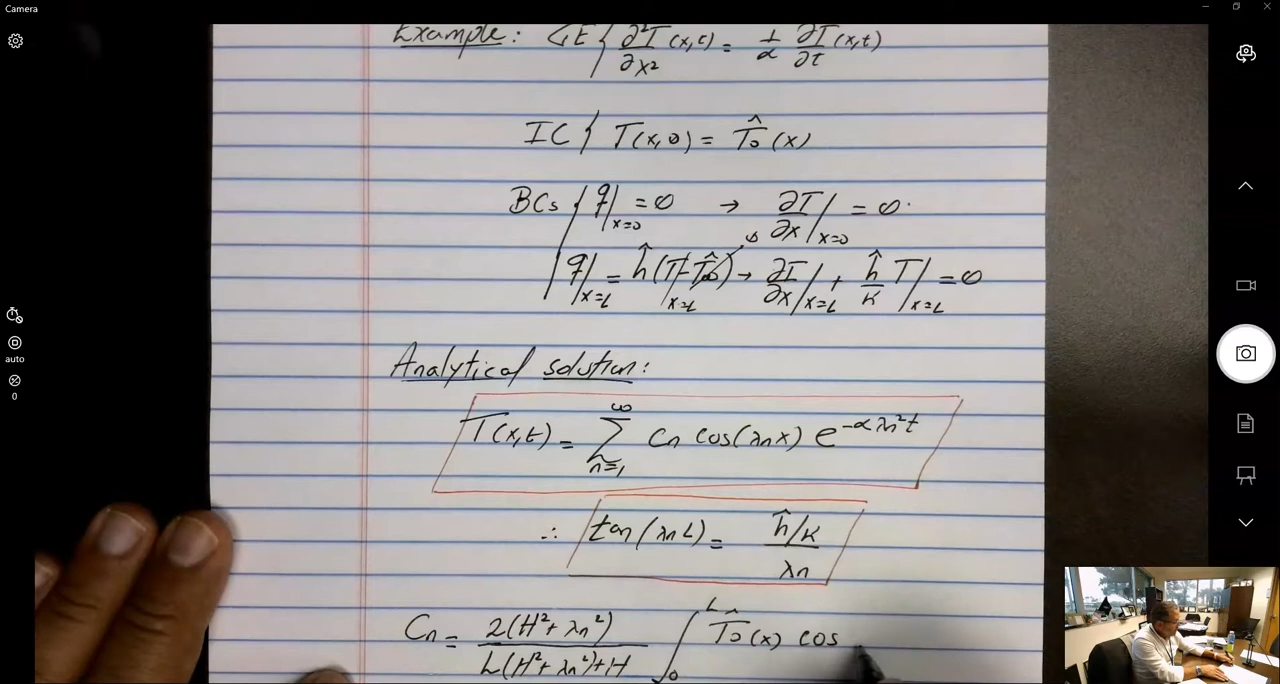 Camera
Example: GE { ∂²T/∂x² (x,t) = 1/α ∂T/∂t (x,t)
IC { T(x,0) = T̂₀(x)
BCs { q|x=0 = 0 → ∂T/∂x|x=0 = 0
q|x=L = ĥ(T|x=L - T̂∞)→0 → ∂T/∂x|x=L + ĥ/K T|x=L = 0
Analytical solution:
T(x,t) = ∑ n=1 ∞ Cn cos(λn x) e^-αλn²t
∴ tan(λn L) = ĥ/K / λn
Cn = 2(H² + λn²) / L(H² + λn²) + H ∫₀ᴸ T̂₀(x) cos
auto
0